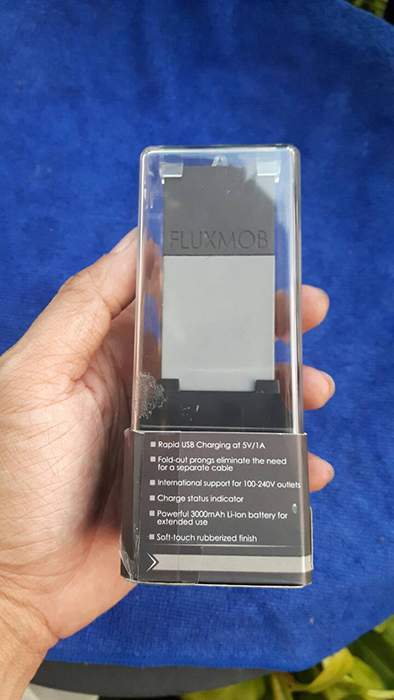 FLUXMOB
Rapid USB Charging at 5V/1A
Fold-out prongs eliminate the need
for a separate cable
International support for 100-240V outlets
Charge status indicator
Powerful 3000mAh Li-Ion battery for
extended use
Soft-touch rubberized finish